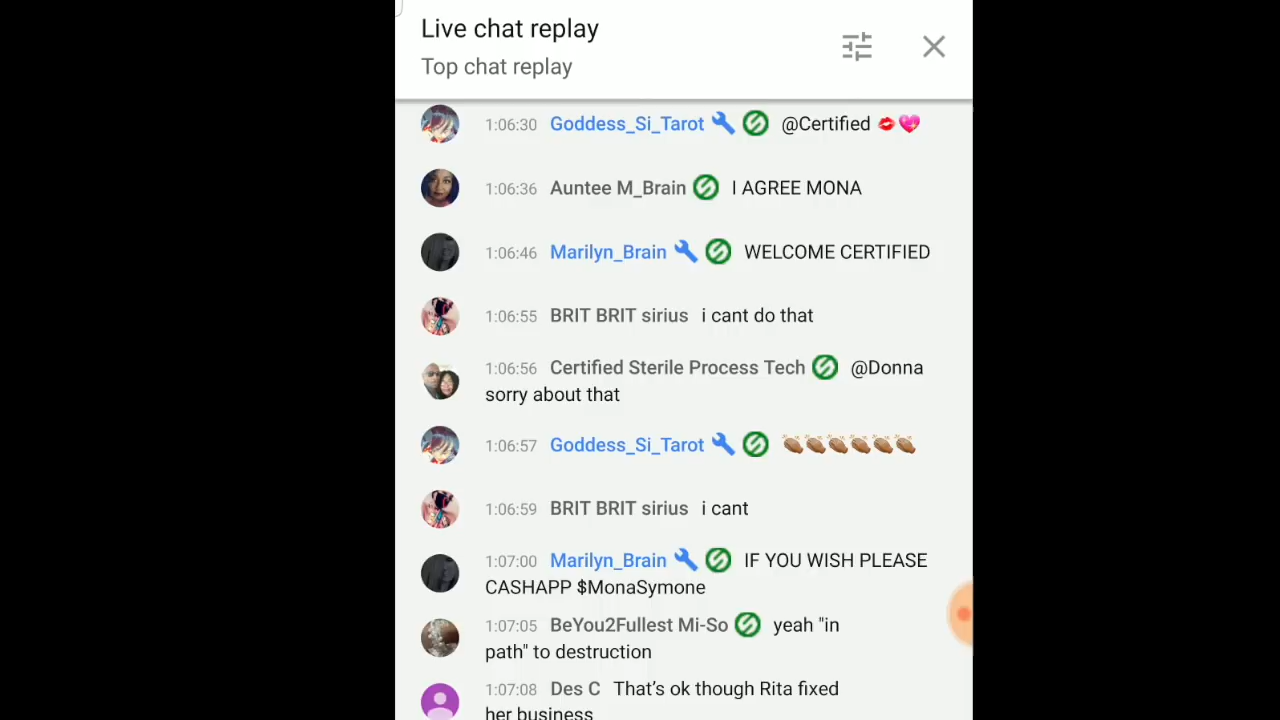 Live chat replay
Top chat replay
1:06:30 Goddess_Si_Tarot @Certified 💋💖
1:06:36 Auntee M_Brain I AGREE MONA
1:06:46 Marilyn_Brain WELCOME CERTIFIED
1:06:55 BRIT BRIT sirius i cant do that
1:06:56 Certified Sterile Process Tech @Donna
sorry about that
1:06:57 Goddess_Si_Tarot 👏🏽👏🏽👏🏽👏🏽👏🏽👏🏽
1:06:59 BRIT BRIT sirius i cant
1:07:00 Marilyn_Brain IF YOU WISH PLEASE
CASHAPP $MonaSymone
1:07:05 BeYou2Fullest Mi-So yeah "in
path" to destruction
1:07:08 Des C That’s ok though Rita fixed
her business